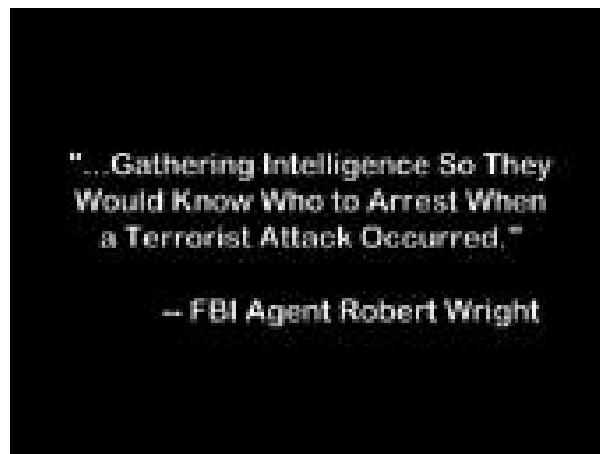 "...Gathering Intelligence So They
Would Know Who to Arrest When
a Terrorist Attack Occurred."
-- FBI Agent Robert Wright